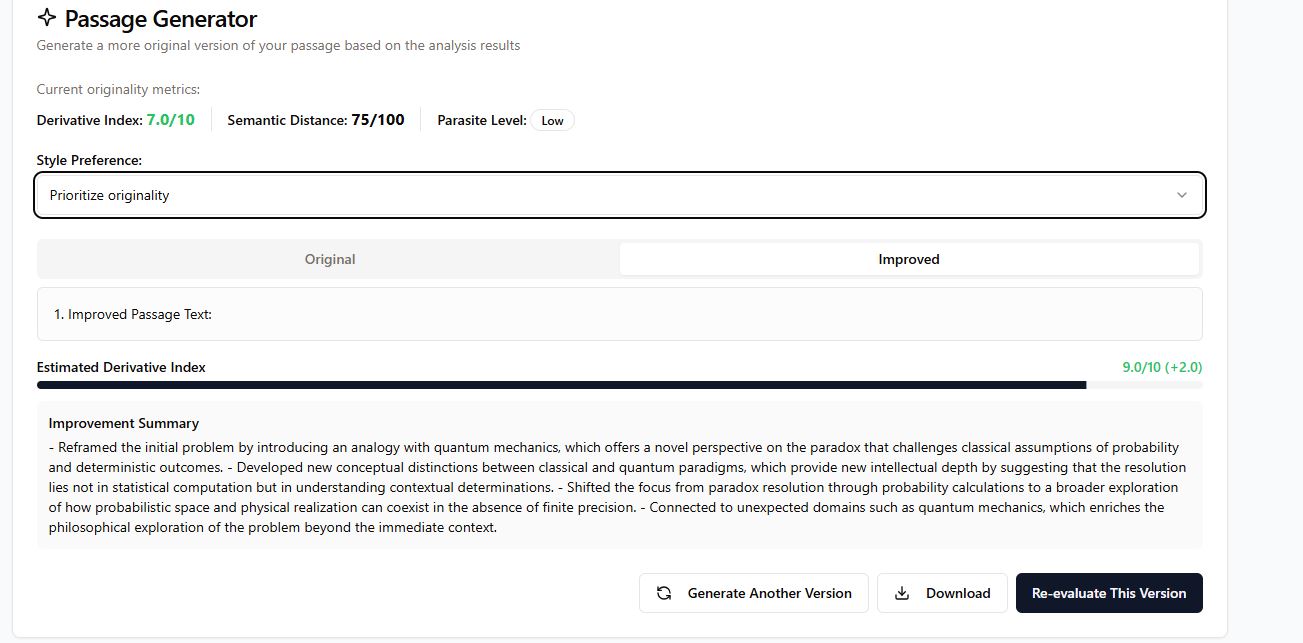 Passage Generator
Generate a more original version of your passage based on the analysis results
Current originality metrics:
Derivative Index: 7.0/10 Semantic Distance: 75/100 Parasite Level: Low
Style Preference:
Prioritize originality
Original Improved
1. Improved Passage Text:
Estimated Derivative Index 9.0/10 (+2.0)
Improvement Summary
- Reframed the initial problem by introducing an analogy with quantum mechanics, which offers a novel perspective on the paradox that challenges classical assumptions of probability
and deterministic outcomes. - Developed new conceptual distinctions between classical and quantum paradigms, which provide new intellectual depth by suggesting that the resolution
lies not in statistical computation but in understanding contextual determinations. - Shifted the focus from paradox resolution through probability calculations to a broader exploration
of how probabilistic space and physical realization can coexist in the absence of finite precision. - Connected to unexpected domains such as quantum mechanics, which enriches the
philosophical exploration of the problem beyond the immediate context.
Generate Another Version Download Re-evaluate This Version